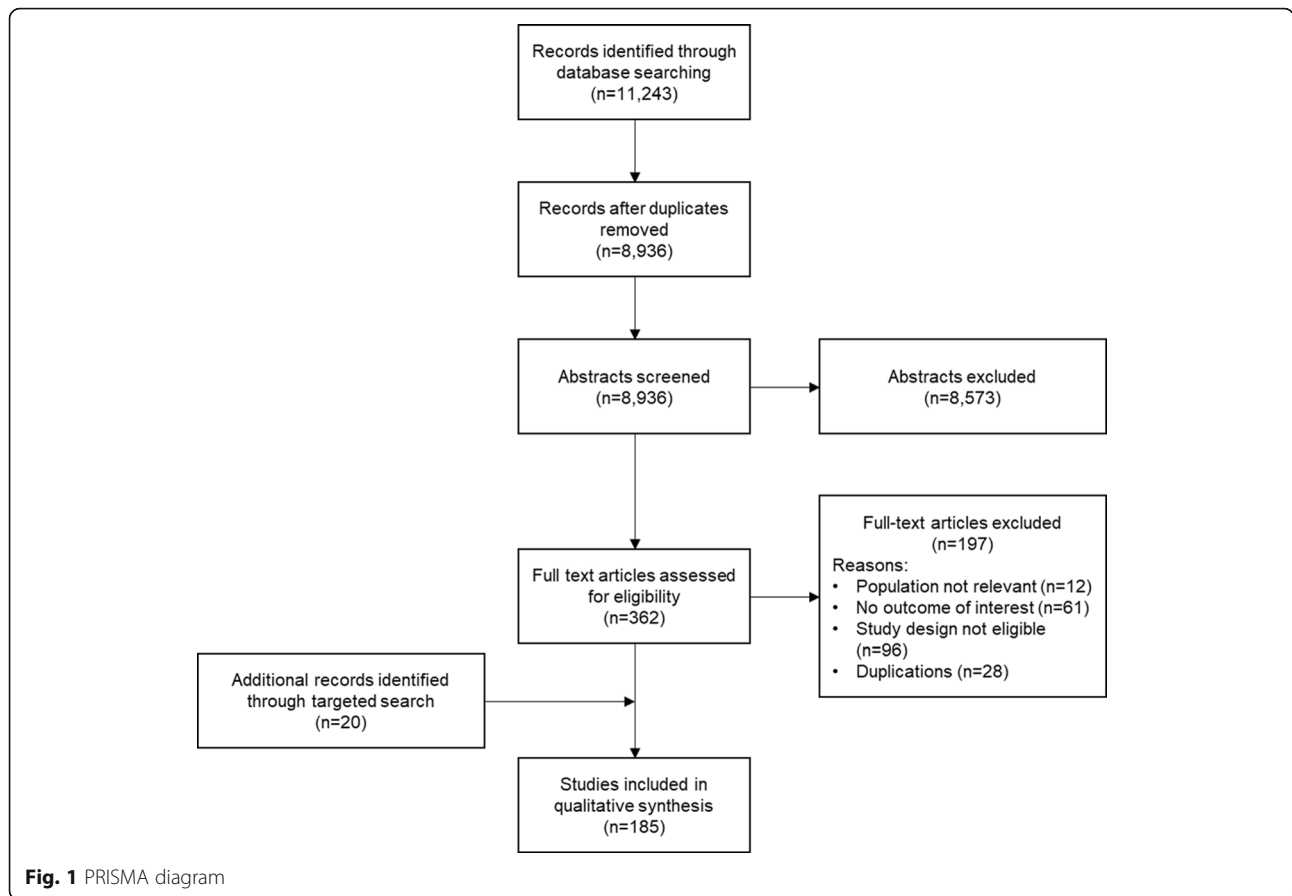 Records identified through
database searching
(n=11,243)
Records after duplicates
removed
(n=8,936)
Abstracts screened
(n=8,936)
Abstracts excluded
(n=8,573)
Full text articles assessed
for eligibility
(n=362)
Full-text articles excluded
(n=197)
Reasons:
• Population not relevant (n=12)
• No outcome of interest (n=61)
• Study design not eligible
(n=96)
• Duplications (n=28)
Additional records identified
through targeted search
(n=20)
Studies included in
qualitative synthesis
(n=185)
Fig. 1 PRISMA diagram